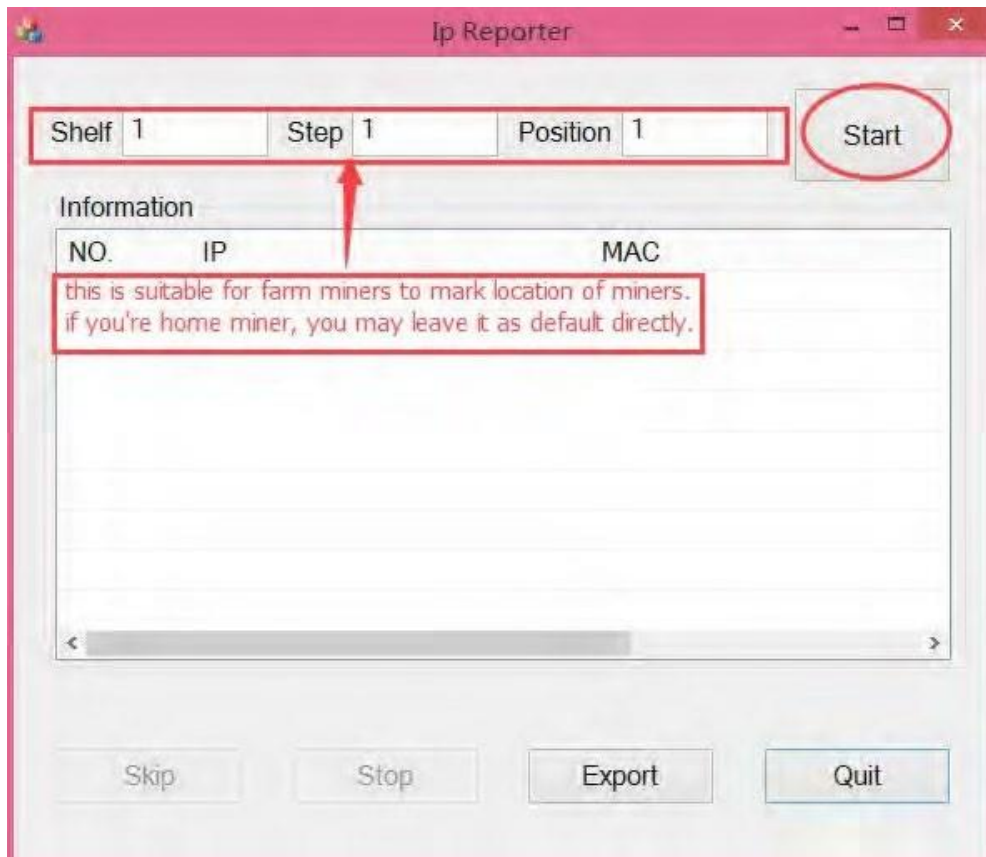 Ip Reporter
Shelf 1 Step 1 Position 1 Start
Information
NO. IP MAC
this is suitable for farm miners to mark location of miners.
if you're home miner, you may leave it as default directly.
Skip Stop Export Quit